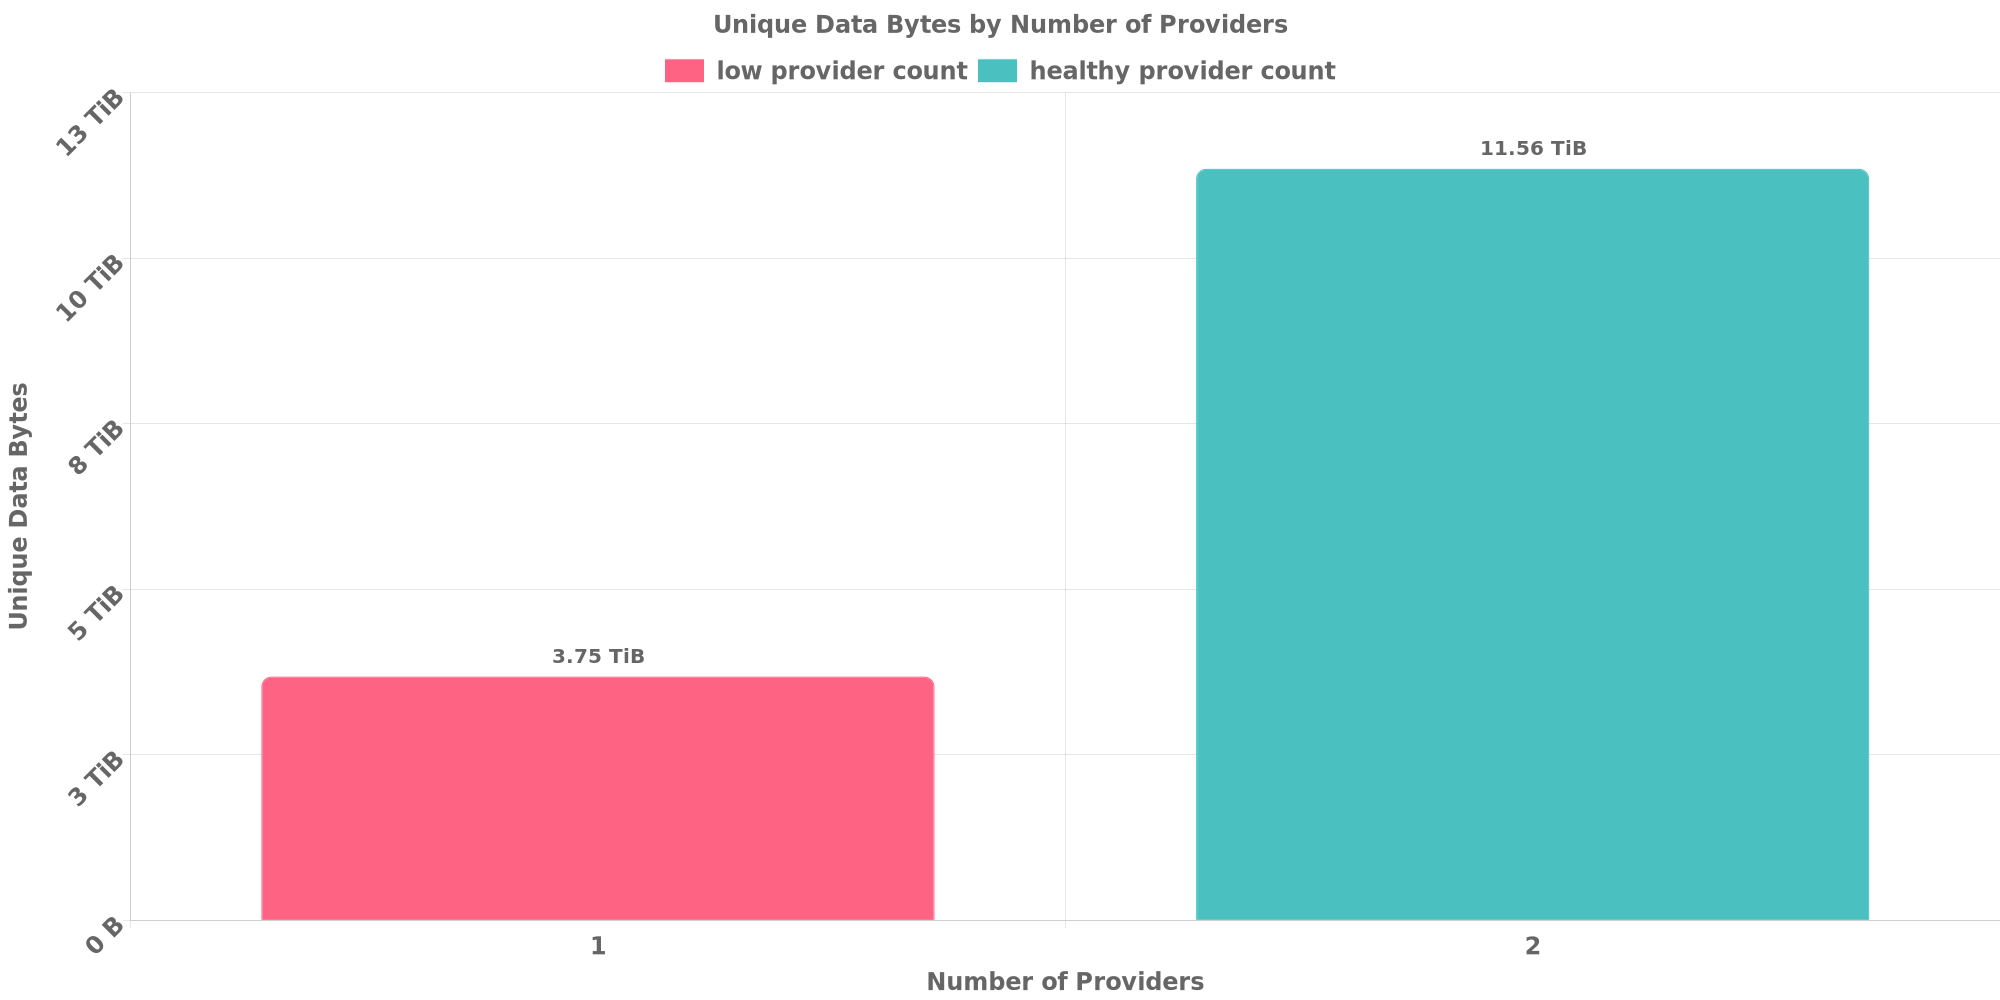 Unique Data Bytes by Number of Providers
low provider count
healthy provider count
13 TiB
10 TiB
8 TiB
5 TiB
3 TiB
0 B
Unique Data Bytes
3.75 TiB
11.56 TiB
1
2
Number of Providers